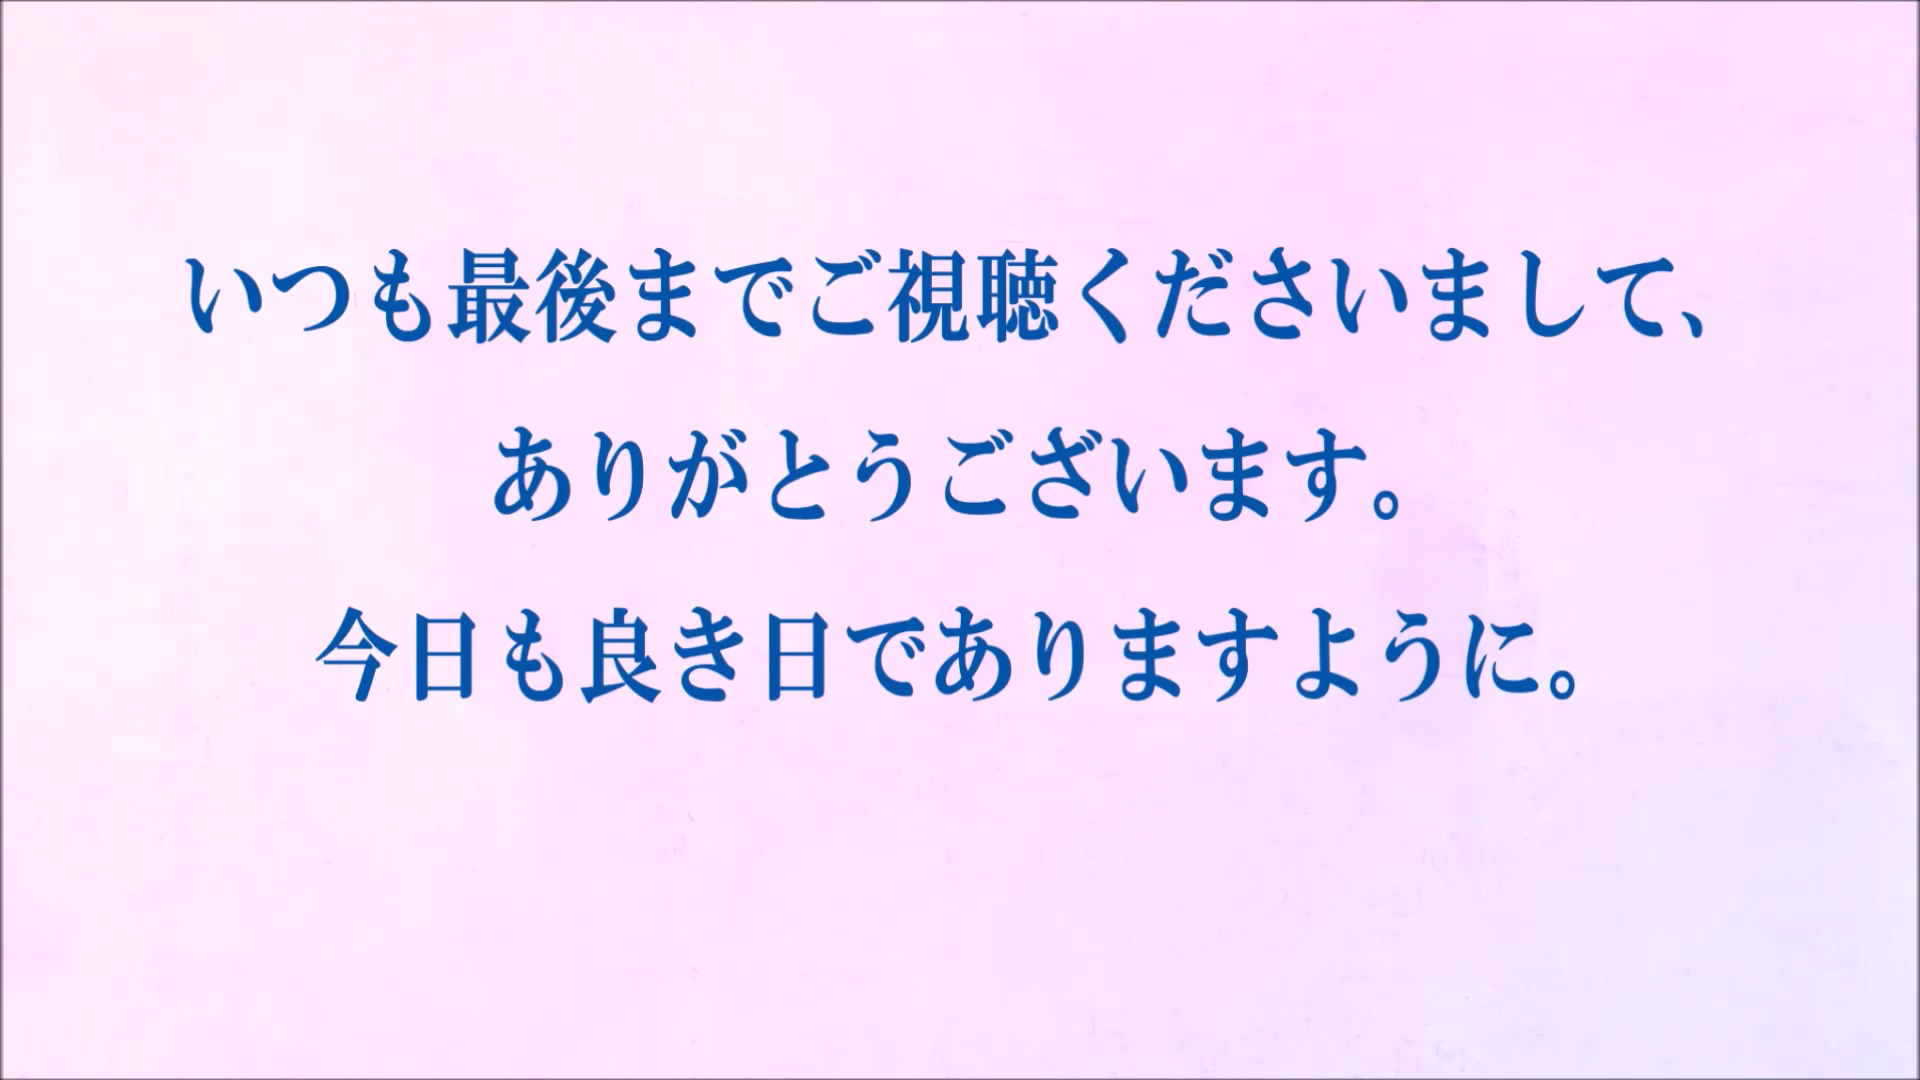 いつも最後までご視聴くださいまして、
ありがとうございます。
今日も良き日でありますように。